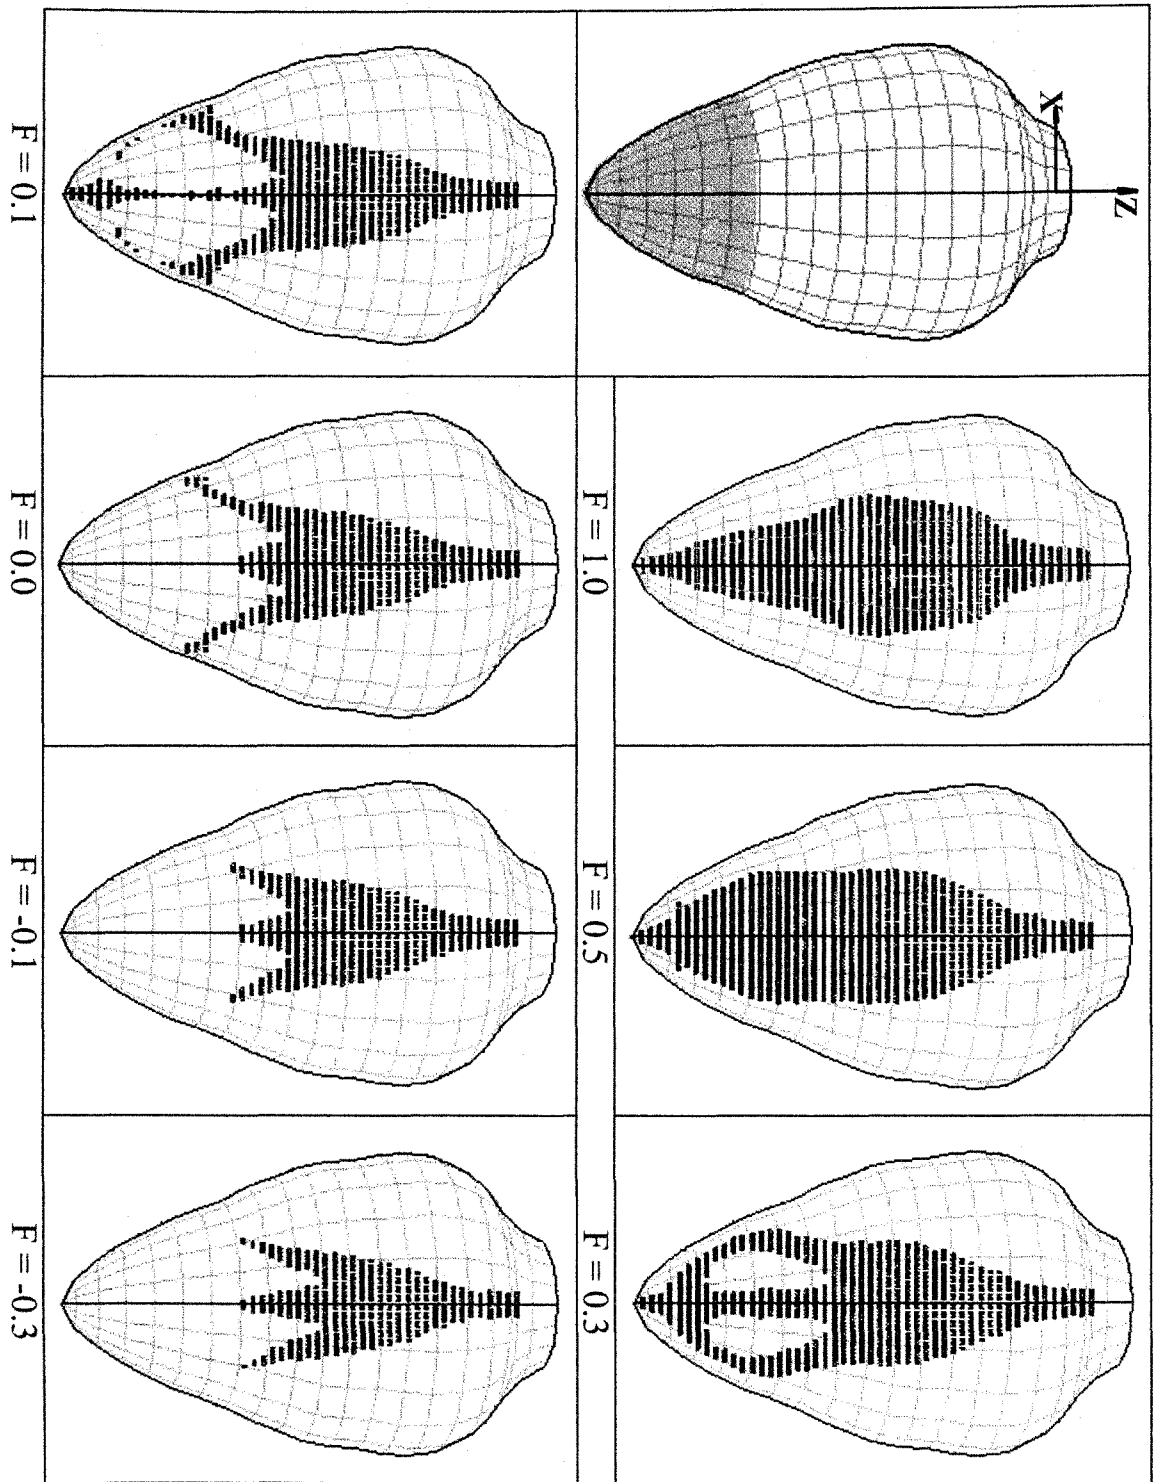 X
Z
F = 1.0
F = 0.5
F = 0.3
F = 0.1
F = 0.0
F = -0.1
F = -0.3